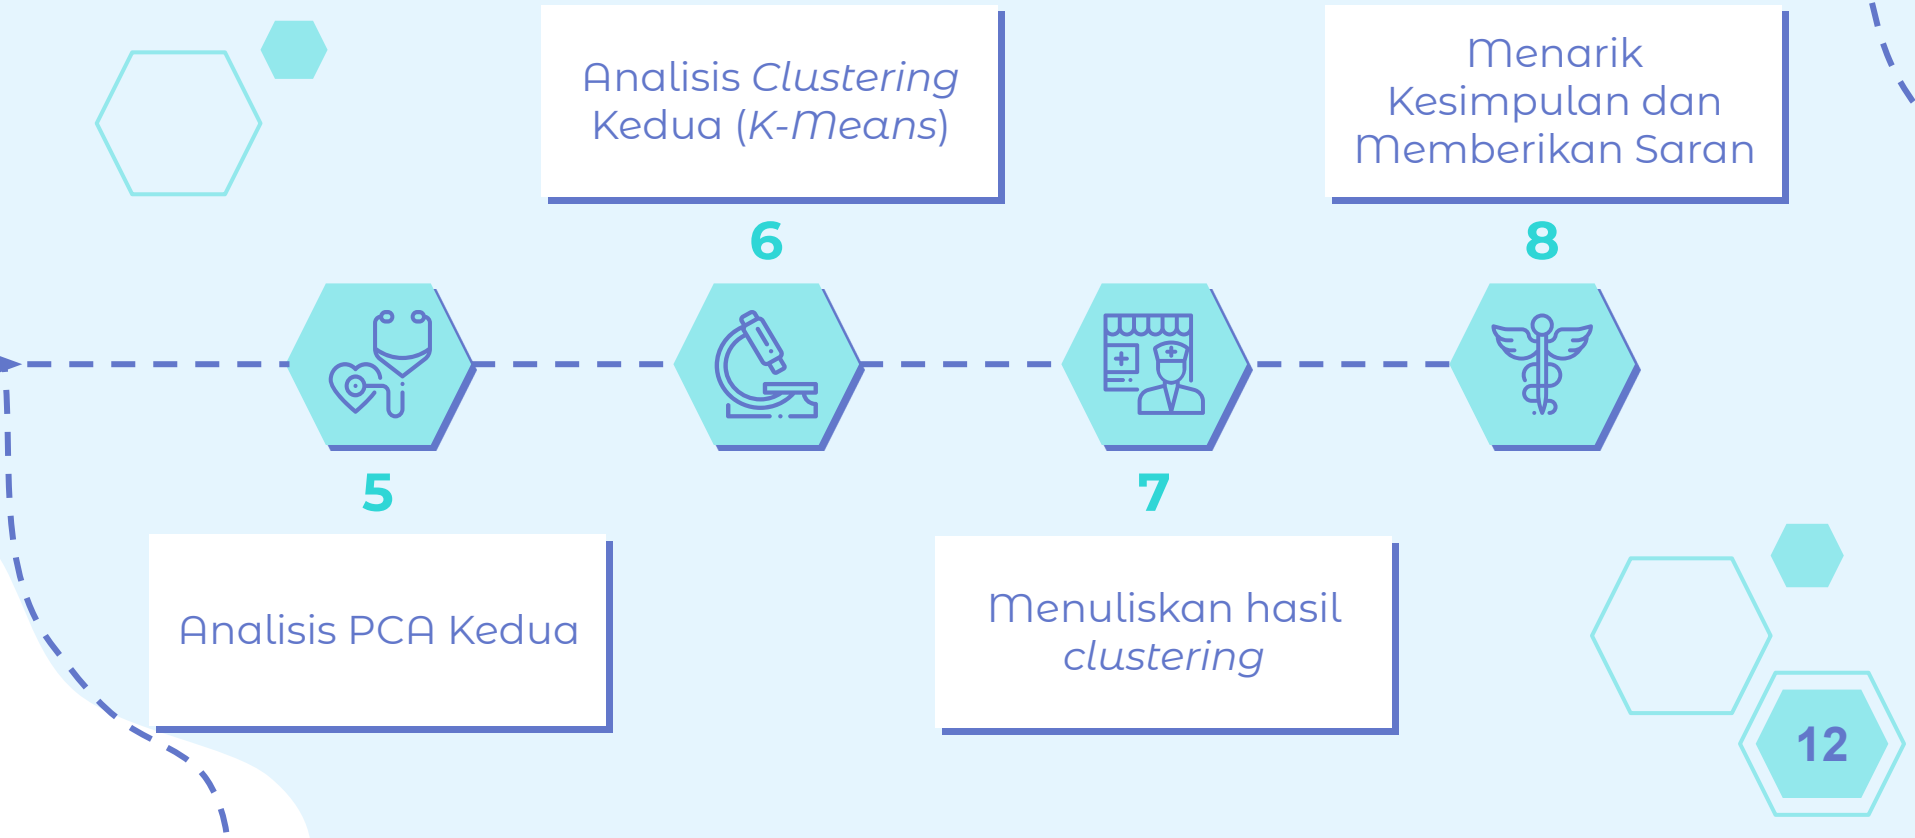 Analisis Clustering
Kedua (K-Means)
6
Menarik
Kesimpulan dan
Memberikan Saran
8
5
Analisis PCA Kedua
7
Menuliskan hasil
clustering
12